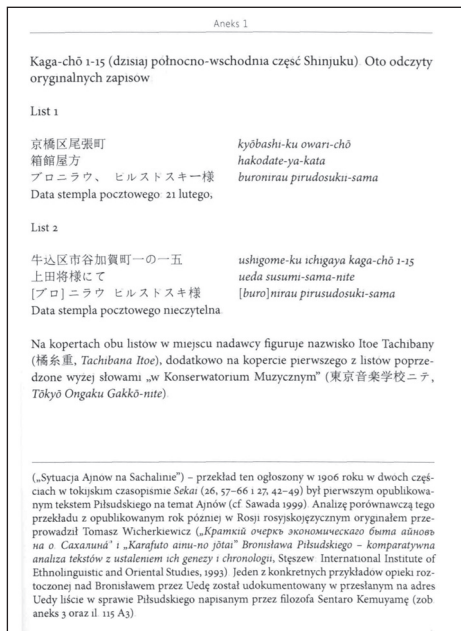 Aneks 1
Kaga-chō 1-15 (dzisiaj północno-wschodnia część Shinjuku) Oto odczyty
oryginalnych zapisów
List 1
京橋区尾張町 kyōbashi-ku owari-chō
箱館屋方 hakodate-ya-kata
ブロニラウ、 ヒルストスキー様 buronirau pirudosukii-sama
Data stempla pocztowego 21 lutego,
List 2
牛込区市谷加賀町一の一五 ushigome-ku ichigaya kaga-chō 1-15
上田将様にて ueda susumi-sama-nite
[ブロ]ニラウ ヒルストスキ様 [buro]nirau pirusudosuki-sama
Data stempla pocztowego nieczytelna
Na kopertach obu listów w miejscu nadawcy figuruje nazwisko Itoe Tachibany
(橘糸重, Tachibana Itoe), dodatkowo na kopercie pierwszego z listów poprze-
dzone wyżej słowami „w Konserwatorium Muzycznym” (東京音楽学校ニテ,
Tōkyō Ongaku Gakkō-nite)
(„Sytuacja Ajnów na Sachalinie”) – przekład ten ogłoszony w 1906 roku w dwóch częś-
ciach w tokijskim czasopismie Sekai (26, 57–66 i 27, 42–49) był pierwszym opublikowa-
nym tekstem Piłsudskiego na temat Ajnów (cf. Sawada 1999). Analizę porównawczą tego
przekładu z opublikowanym rok później w Rosji rosyjskojęzycznym oryginałem prze-
prowadził Tomasz Wicherkiewicz („Краткій очеркъ экономическаго быта айновъ
на о Сахалинѣ” i „Karafuto ainu-no jōtai” Bronisława Piłsudskiego – komparatywna
analiza tekstów z ustaleniem ich genezy i chronologii, Stęszew International Institute of
Ethnolinguistic and Oriental Studies, 1993) Jeden z konkretnych przykładów opieki roz-
toczonej nad Bronisławem przez Uedę został udokumentowany w przesłanym na adres
Uedy liście w sprawie Piłsudskiego napisanym przez filozofa Sentaro Kemuyamę (zob
aneks 3 oraz il. 115 A3)